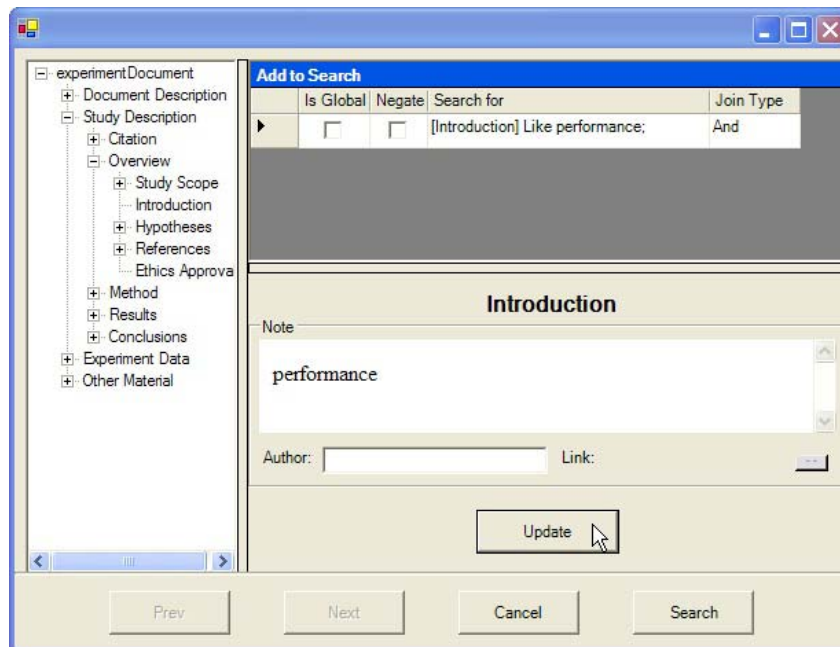 experimentDocument
Document Description
Study Description
Citation
Overview
Study Scope
Introduction
Hypotheses
References
Ethics Approva
Method
Results
Conclusions
Experiment Data
Other Material
Add to Search
Is Global Negate Search for Join Type
[Introduction] Like performance; And
Introduction
Note
performance
Author: Link:
Update
Prev Next Cancel Search